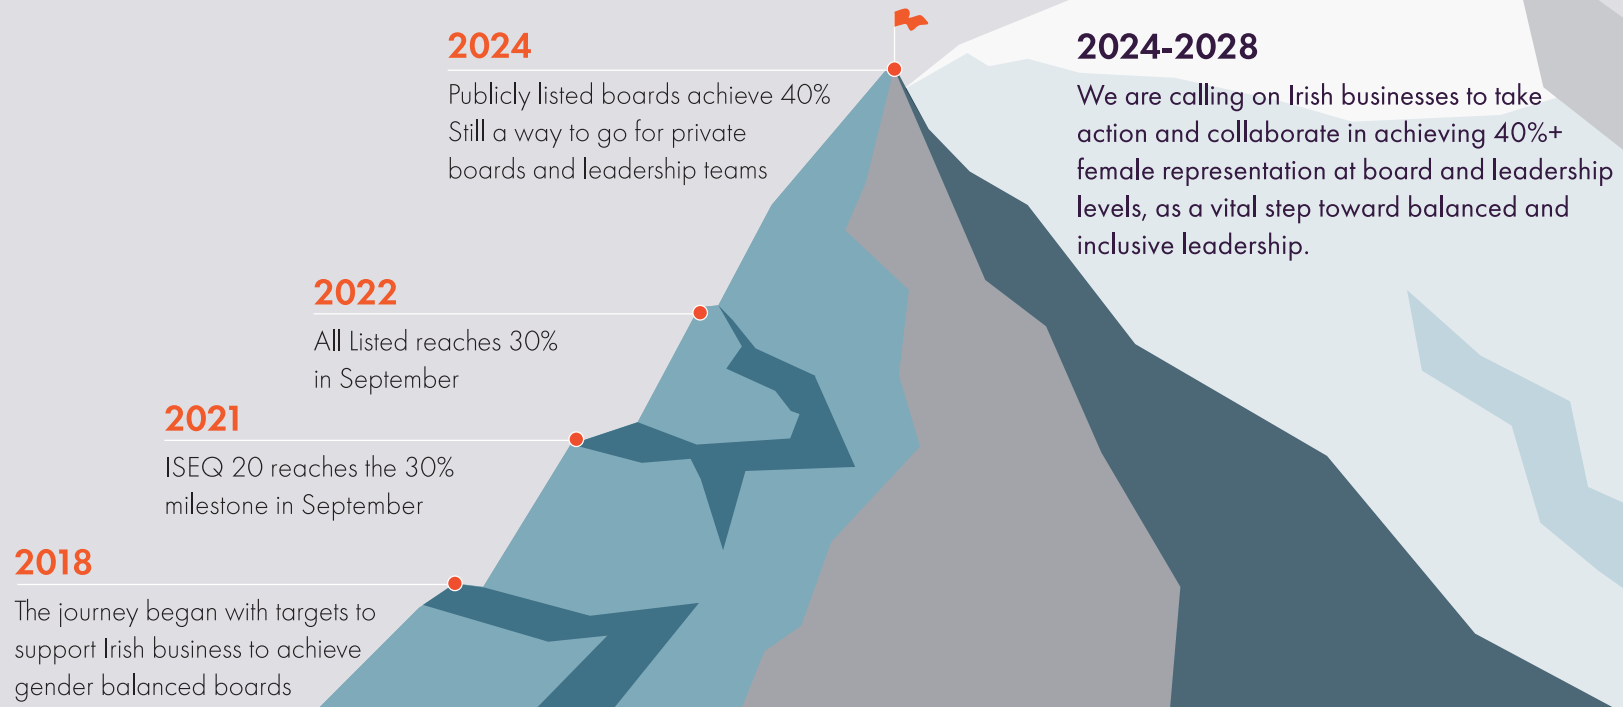 2024
Publicly listed boards achieve 40%
Still a way to go for private
boards and leadership teams
2024-2028
We are calling on Irish businesses to take
action and collaborate in achieving 40%+
female representation at board and leadership
levels, as a vital step toward balanced and
inclusive leadership.
2022
All Listed reaches 30%
in September
2021
ISEQ 20 reaches the 30%
milestone in September
2018
The journey began with targets to
support Irish business to achieve
gender balanced boards